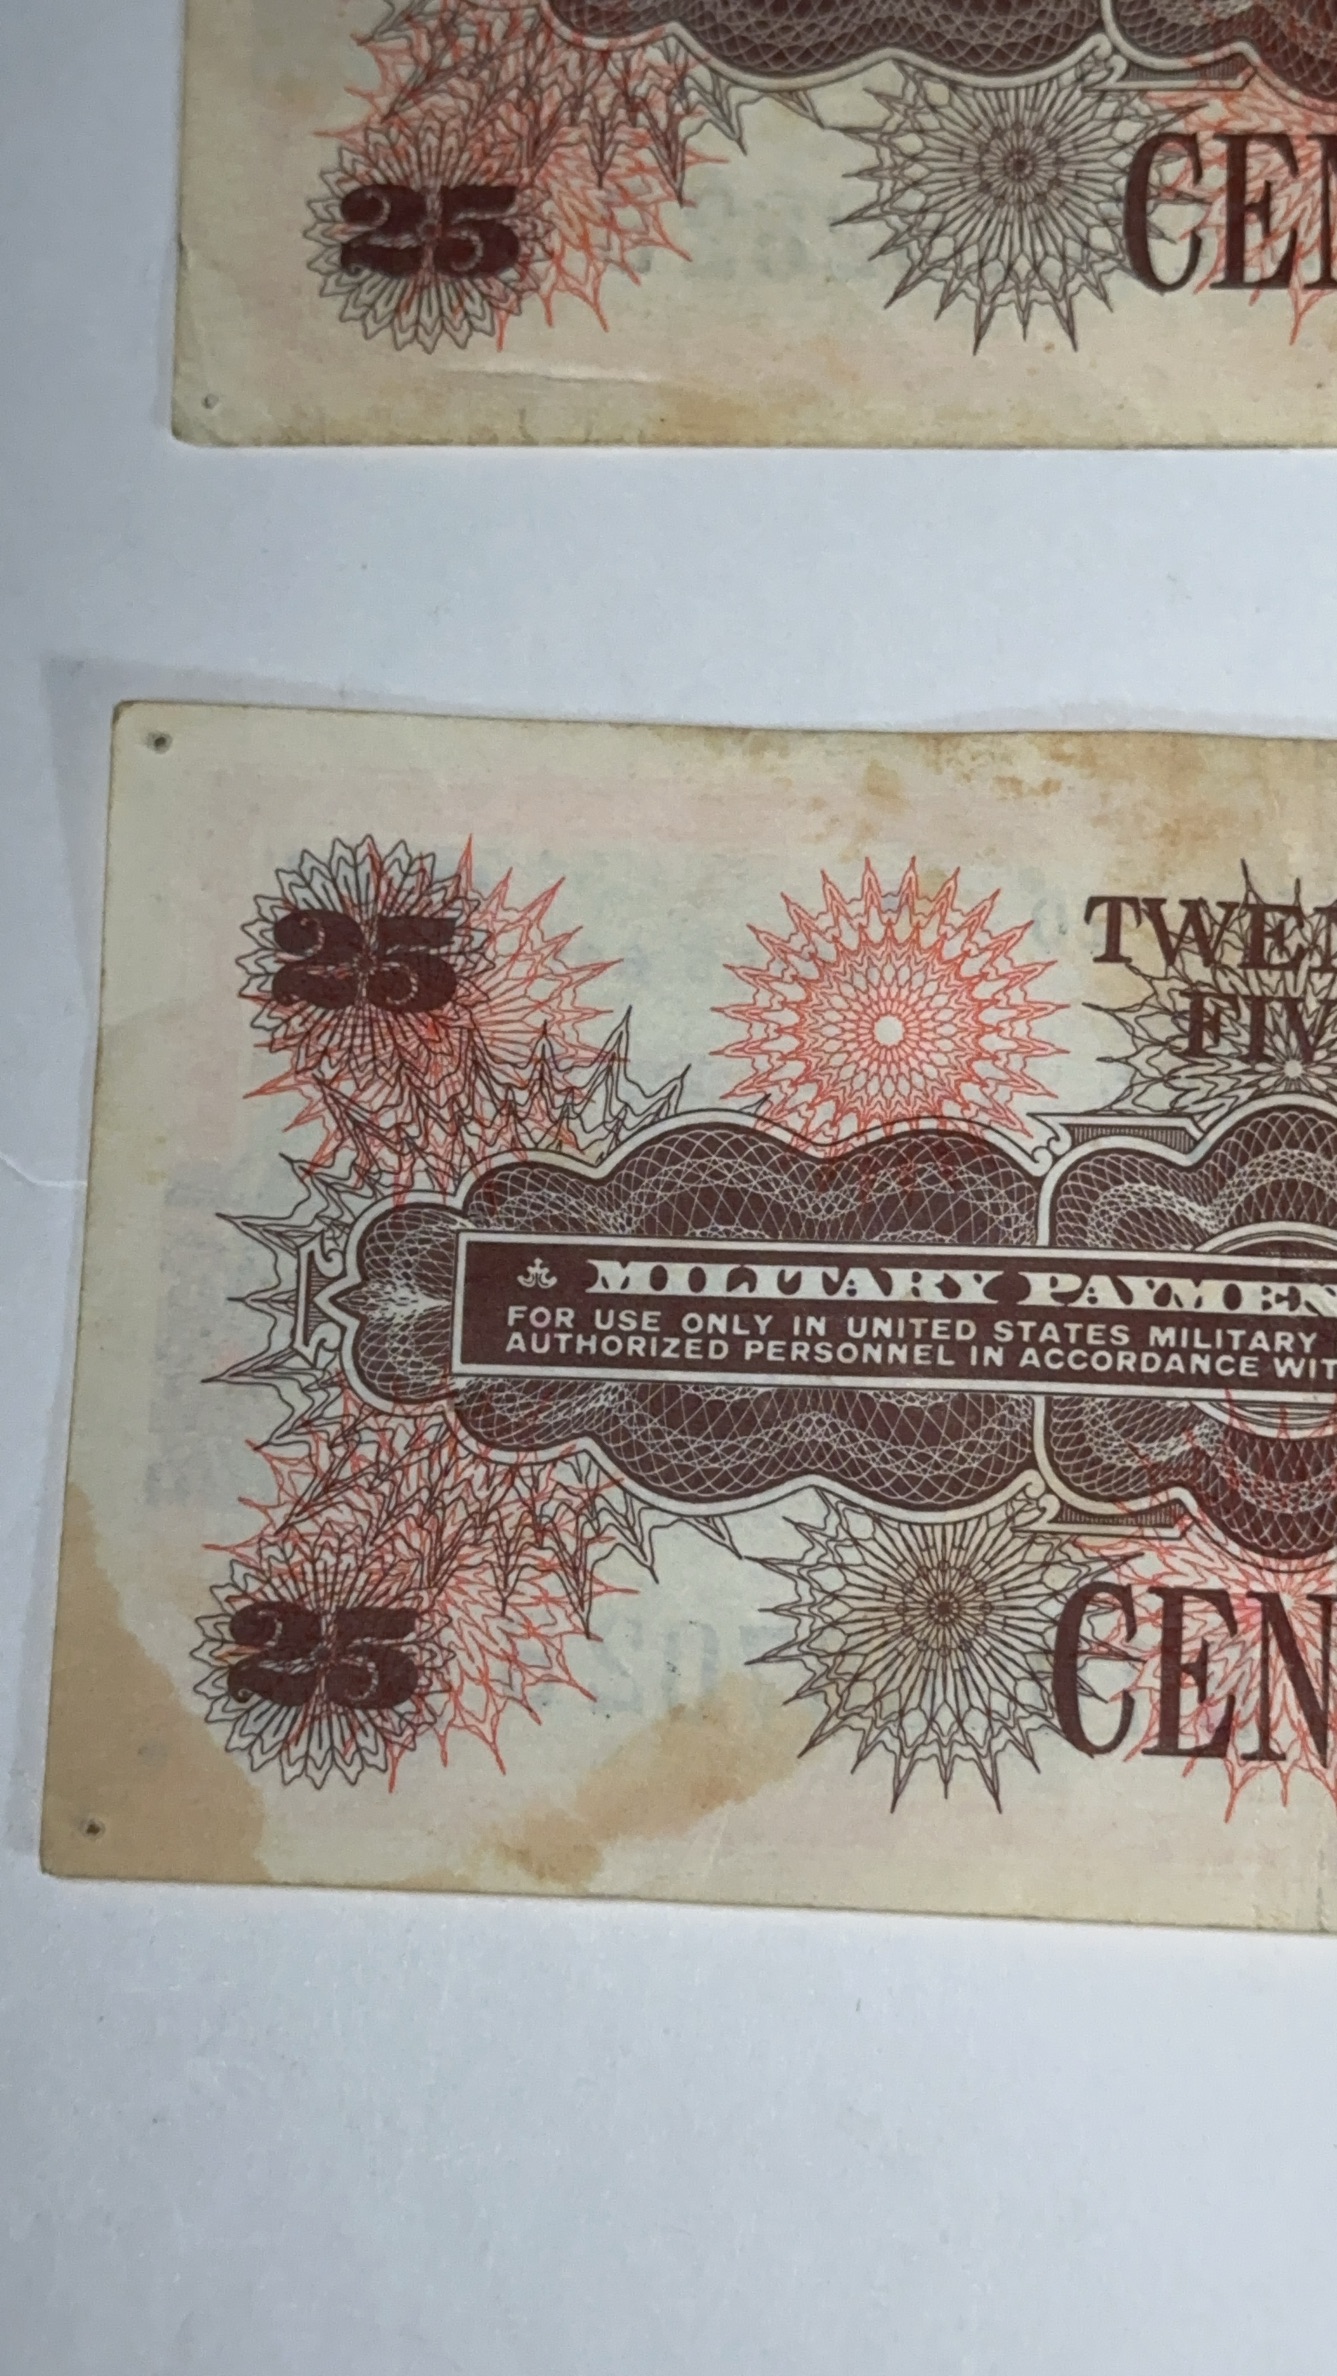 25
CEN
25
TWEN
FIV
MILITARY PAYMEN
FOR USE ONLY IN UNITED STATES MILITARY
AUTHORIZED PERSONNEL IN ACCORDANCE WIT
25
CEN